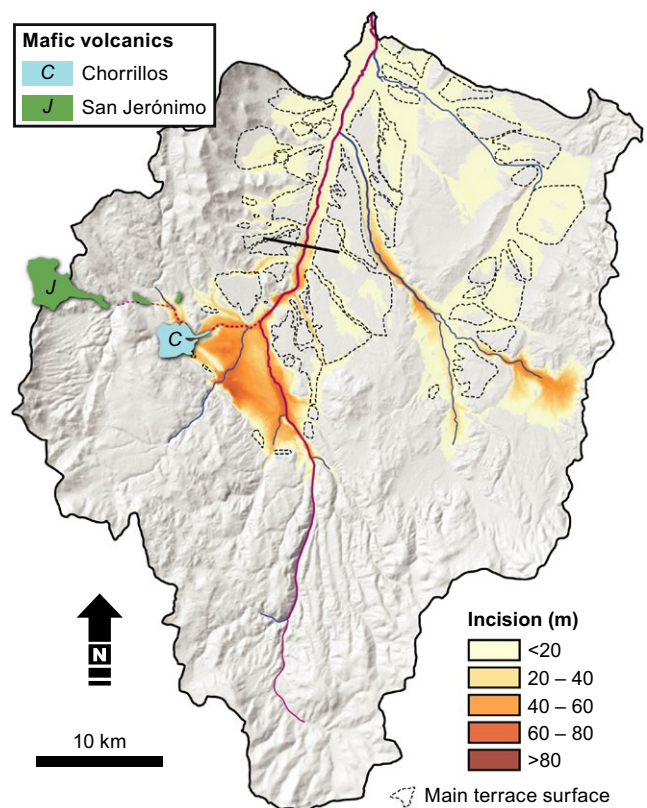 Mafic volcanics
C Chorrillos
J San Jerónimo
J
C
N
10 km
Incision (m)
<20
20 – 40
40 – 60
60 – 80
>80
Main terrace surface